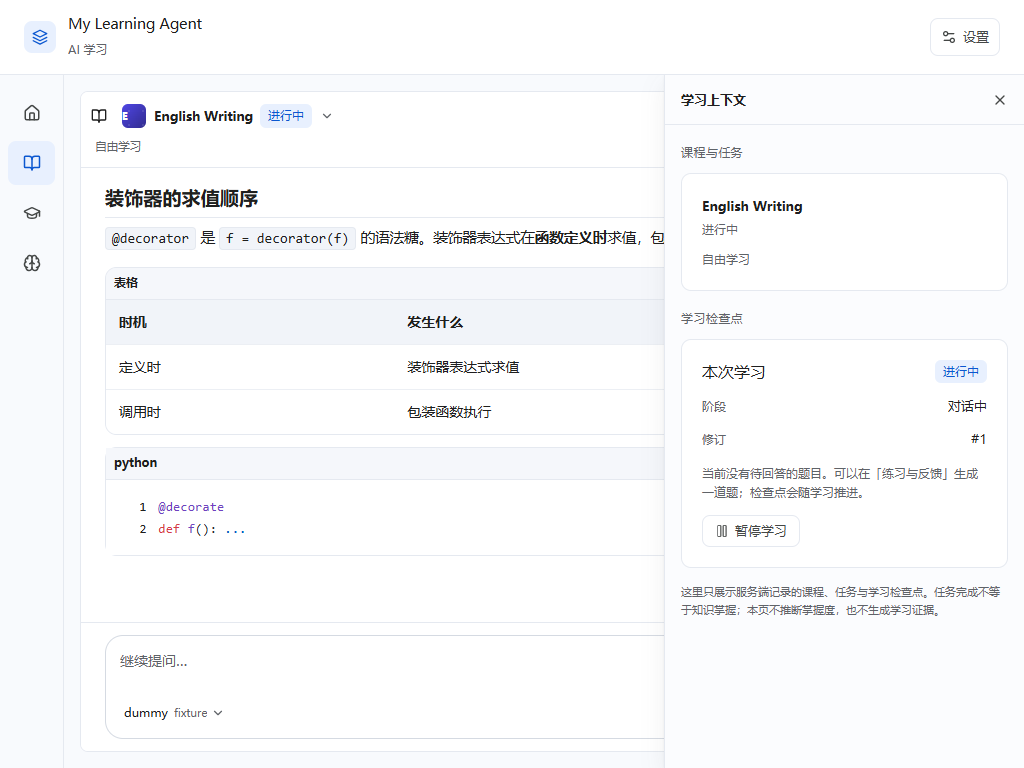 My Learning Agent
AI 学习
设置
E
English Writing
进行中
自由学习
装饰器的求值顺序
@decorator 是 f = decorator(f) 的语法糖。装饰器表达式在函数定义时求值，包
表格
时机 发生什么
定义时 装饰器表达式求值
调用时 包装函数执行
python
1 @decorate
2 def f(): ...
继续提问...
dummy fixture
学习上下文
课程与任务
English Writing
进行中
自由学习
学习检查点
本次学习 进行中
阶段 对话中
修订 #1
当前没有待回答的题目。可以在「练习与反馈」生成
一道题；检查点会随学习推进。
暂停学习
这里只展示服务端记录的课程、任务与学习检查点。任务完成不等
于知识掌握；本页不推断掌握度，也不生成学习证据。